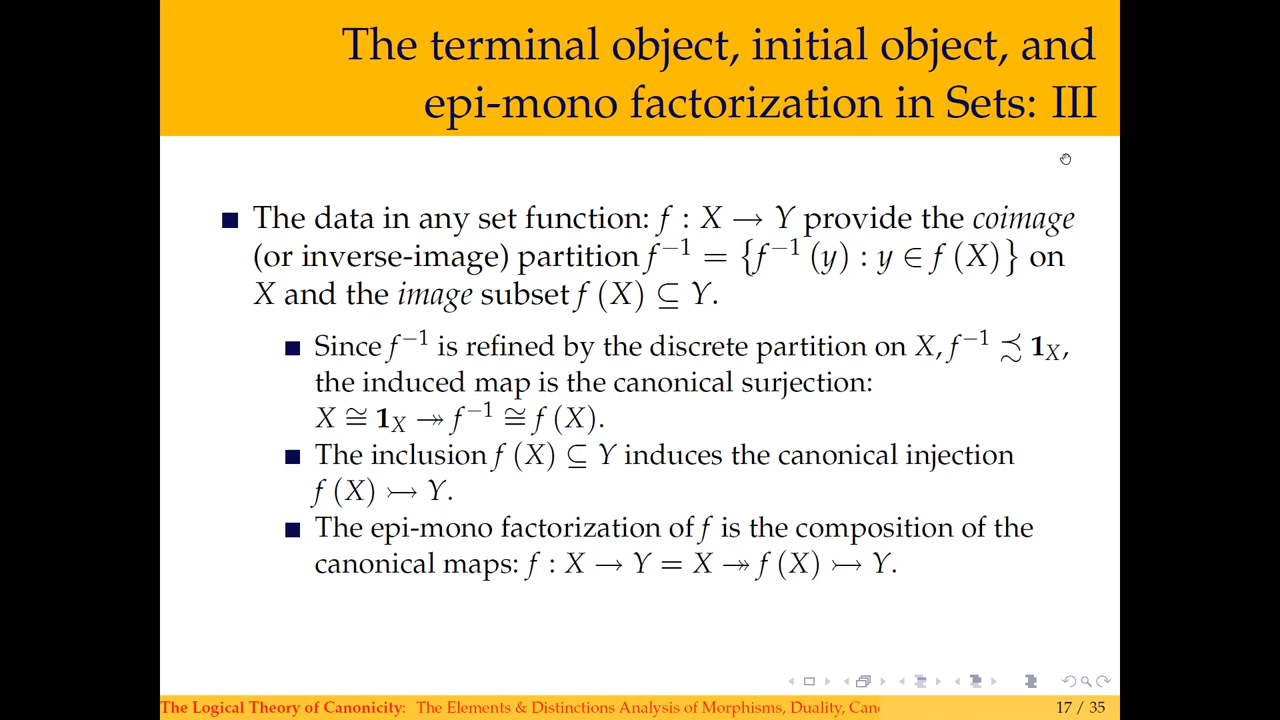 The terminal object, initial object, and
epi-mono factorization in Sets: III
■ The data in any set function: f : X → Y provide the coimage
(or inverse-image) partition f⁻¹ = {f⁻¹ (y) : y ∈ f (X)} on
X and the image subset f (X) ⊆ Y.
■ Since f⁻¹ is refined by the discrete partition on X, f⁻¹ ≾ 𝟏_X,
the induced map is the canonical surjection:
X ≅ 𝟏_X ↠ f⁻¹ ≅ f (X).
■ The inclusion f (X) ⊆ Y induces the canonical injection
f (X) ↣ Y.
■ The epi-mono factorization of f is the composition of the
canonical maps: f : X → Y = X ↠ f (X) ↣ Y.
The Logical Theory of Canonicity: The Elements & Distinctions Analysis of Morphisms, Duality, Can
17 / 35